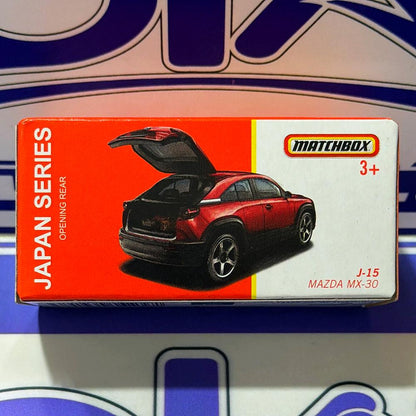 JAPAN SERIES
OPENING REAR
MATCHBOX
3+
J-15
MAZDA MX-30